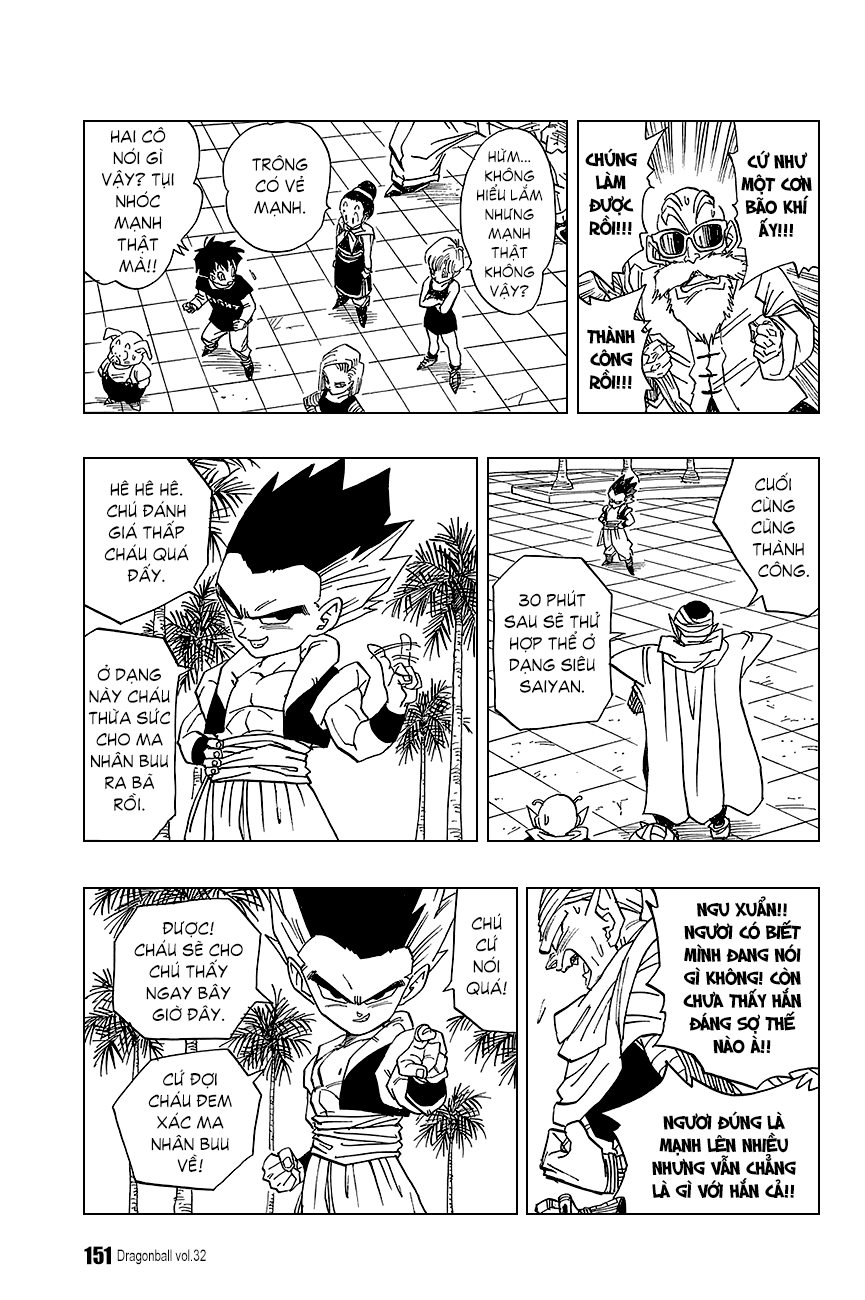 CỨ NHƯ
MỘT CƠN
BÃO KHÍ
ẤY!!!
CHÚNG
LÀM
ĐƯỢC
RỒI!!!
THÀNH
CÔNG
RỒI!!!
HỪM...
KHÔNG
HIỂU LẮM
NHƯNG
MẠNH
THẬT
KHÔNG
VẬY?
TRÔNG
CÓ VẺ
MẠNH.
HAI CÔ
NÓI GÌ
VẬY? TỤI
NHÓC
MẠNH
THẬT
MÀ!!
CUỐI
CÙNG
CŨNG
THÀNH
CÔNG.
30 PHÚT
SAU SẼ THỬ
HỢP THỂ Ở
DẠNG SIÊU
SAIYAN.
HÊ HÊ HÊ.
CHÚ ĐÁNH
GIÁ THẤP
CHÁU QUÁ
ĐẤY.
Ở DẠNG
NÀY CHÁU
THỪA SỨC
CHO MA
NHÂN BUU
RA BÃ
RỒI.
NGU XUẨN!!
NGƯƠI CÓ BIẾT
MÌNH ĐANG NÓI
GÌ KHÔNG! CÒN
CHƯA THẤY HẮN
ĐÁNG SỢ THẾ
NÀO À!!
NGƯƠI ĐÚNG LÀ
MẠNH LÊN NHIỀU
NHƯNG VẪN CHẲNG
LÀ GÌ VỚI HẮN CẢ!!
CHÚ
CỨ
NÓI
QUÁ!
ĐƯỢC!
CHÁU SẼ CHO
CHÚ THẤY
NGAY BÂY
GIỜ ĐÂY.
CỨ ĐỢI
CHÁU ĐEM
XÁC MA
NHÂN BUU
VỀ!
151 Dragonball vol.32